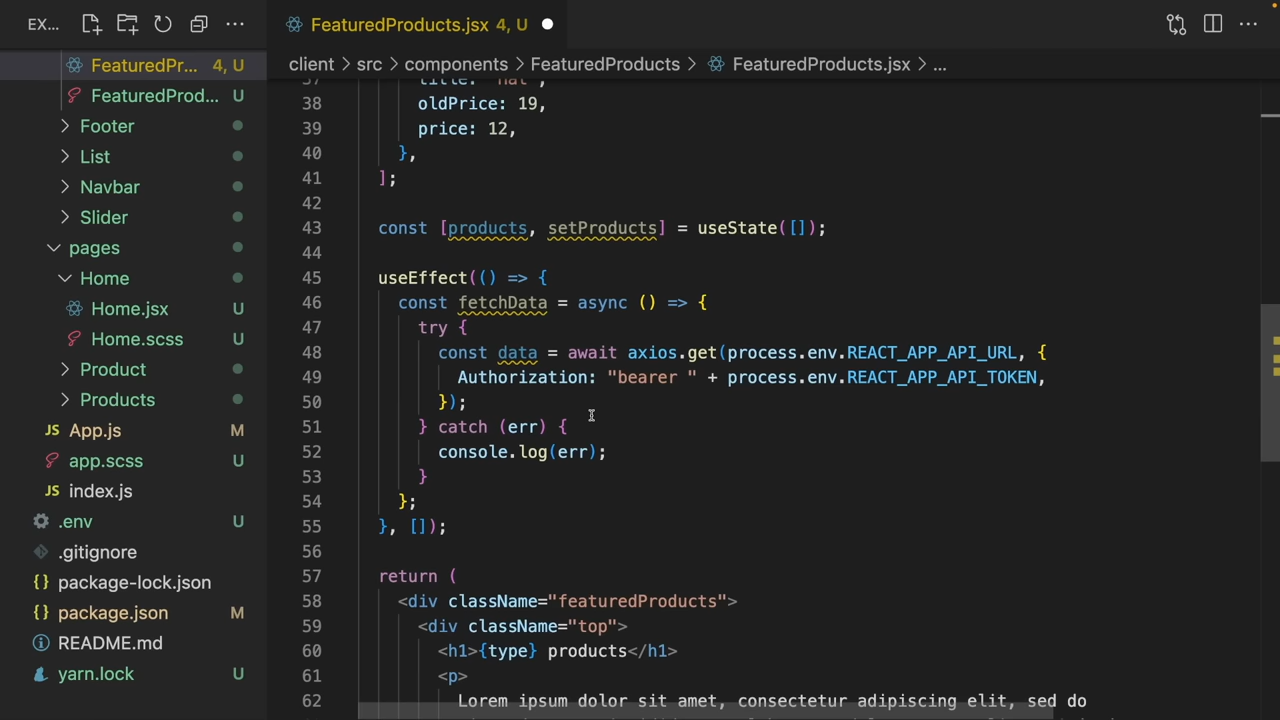 EX...
FeaturedProducts.jsx 4, U
FeaturedPr... 4, U
FeaturedProd... U
Footer
List
Navbar
Slider
pages
Home
Home.jsx U
Home.scss U
Product
Products
JS App.js M
app.scss U
JS index.js
.env U
.gitignore
{} package-lock.json
{} package.json M
README.md
yarn.lock U
client > src > components > FeaturedProducts > FeaturedProducts.jsx > ...
37 title: "Hat",
38 oldPrice: 19,
39 price: 12,
40 },
41 ];
42
43 const [products, setProducts] = useState([]);
44
45 useEffect(() => {
46 const fetchData = async () => {
47 try {
48 const data = await axios.get(process.env.REACT_APP_API_URL, {
49 Authorization: "bearer " + process.env.REACT_APP_API_TOKEN,
50 });
51 } catch (err) {
52 console.log(err);
53 }
54 };
55 }, []);
56
57 return (
58 <div className="featuredProducts">
59 <div className="top">
60 <h1>{type} products</h1>
61 <p>
62 Lorem ipsum dolor sit amet, consectetur adipiscing elit, sed do